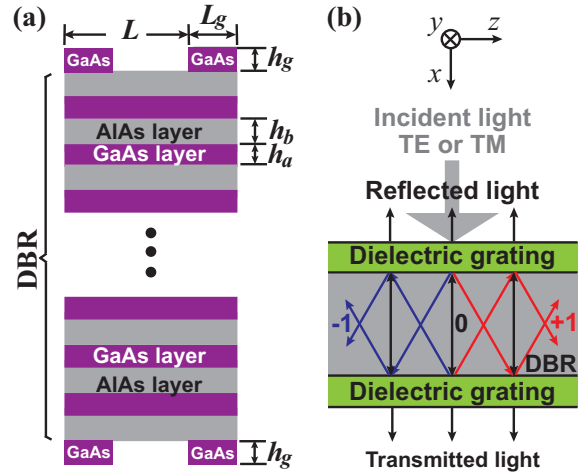 (a)
L
Lg
GaAs
GaAs
hg
AlAs layer
hb
GaAs layer
ha
DBR
GaAs layer
AlAs layer
GaAs
GaAs
hg
(b)
y
z
x
Incident light
TE or TM
Reflected light
Dielectric grating
-1
0
+1
DBR
Dielectric grating
Transmitted light